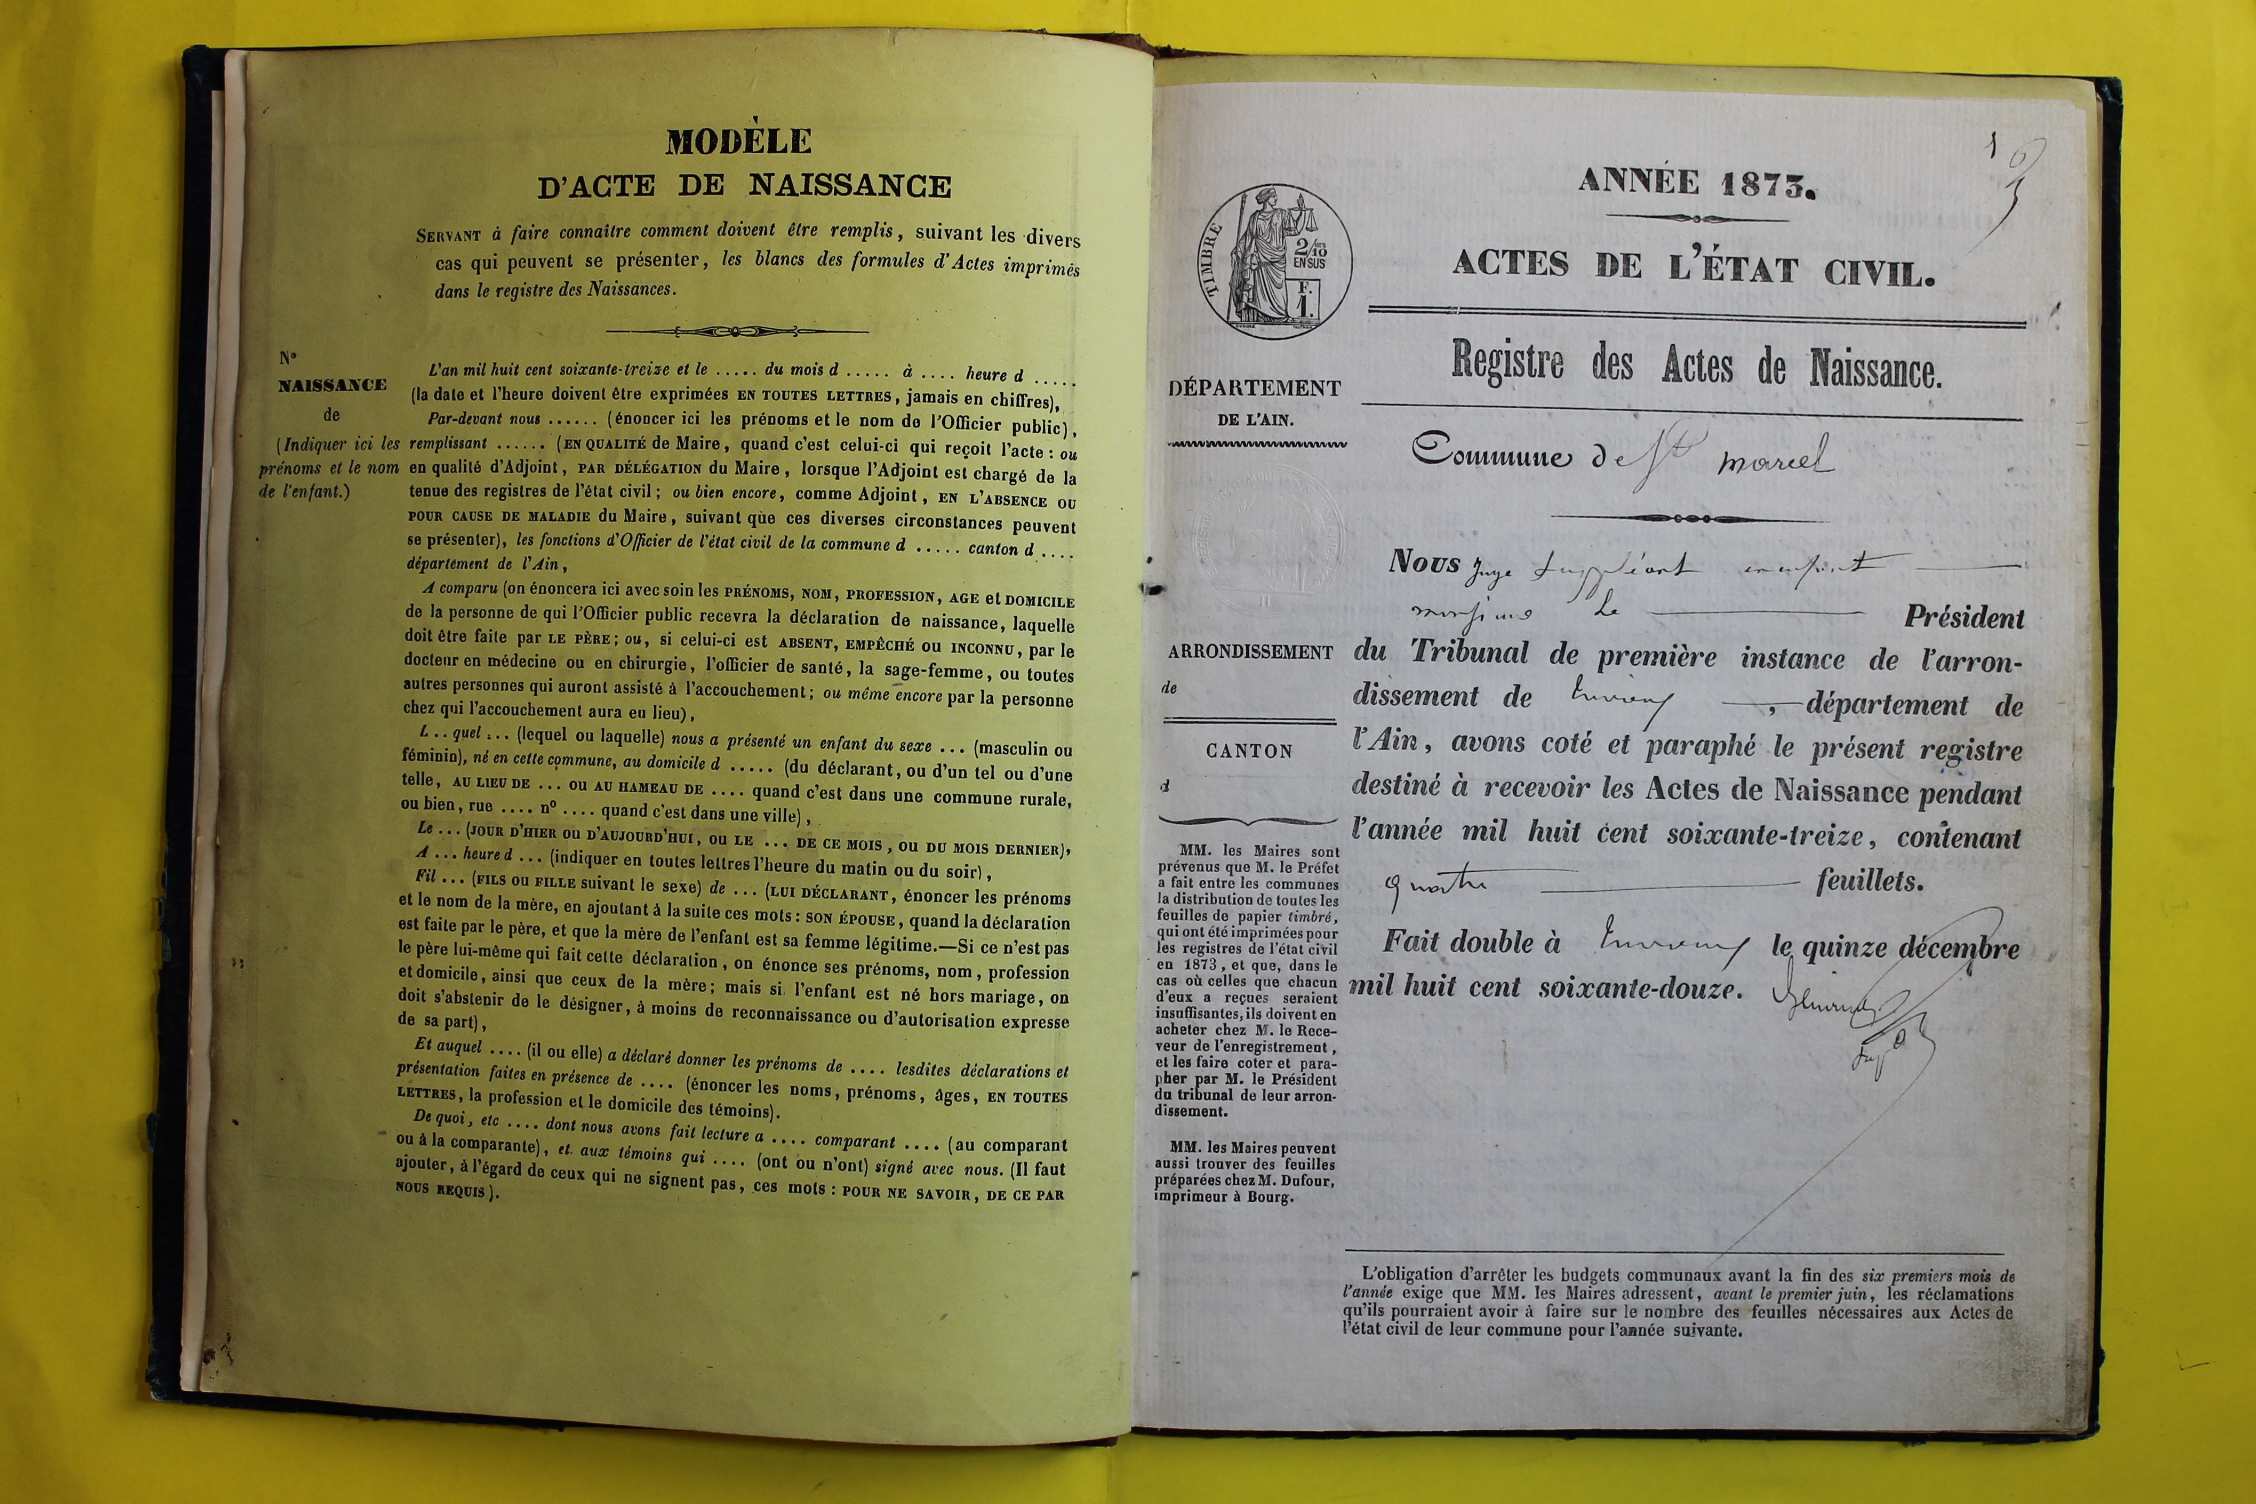 MODÈLE
D'ACTE DE NAISSANCE
SERVANT à faire connaître comment doivent être remplis, suivant les divers
cas qui peuvent se présenter, les blancs des formules d'Actes imprimés
dans le registre des Naissances.
N°
NAISSANCE
de
(Indiquer ici les
prénoms et le nom
de l'enfant.)
L'an mil huit cent soixante-treize et le ..... du mois d ..... à .... heure d .....
(la date et l'heure doivent être exprimées EN TOUTES LETTRES, jamais en chiffres),
Par-devant nous ...... (énoncer ici les prénoms et le nom de l'Officier public),
remplissant ...... (EN QUALITÉ de Maire, quand c'est celui-ci qui reçoit l'acte : ou
en qualité d'Adjoint, PAR DÉLÉGATION du Maire, lorsque l'Adjoint est chargé de la
tenue des registres de l'état civil; ou bien encore, comme Adjoint, EN L'ABSENCE OU
POUR CAUSE DE MALADIE du Maire, suivant que ces diverses circonstances peuvent
se présenter), les fonctions d'Officier de l'état civil de la commune d ..... canton d ....
département de l'Ain,
A comparu (on énoncera ici avec soin les PRÉNOMS, NOM, PROFESSION, AGE et DOMICILE
de la personne de qui l'Officier public recevra la déclaration de naissance, laquelle
doit être faite par LE PÈRE; ou, si celui-ci est ABSENT, EMPÊCHÉ OU INCONNU, par le
docteur en médecine ou en chirurgie, l'officier de santé, la sage-femme, ou toutes
autres personnes qui auront assisté à l'accouchement; ou même encore par la personne
chez qui l'accouchement aura eu lieu),
L .. quel ... (lequel ou laquelle) nous a présenté un enfant du sexe ... (masculin ou
féminin), né en cette commune, au domicile d ..... (du déclarant, ou d'un tel ou d'une
telle, AU LIEU DE ... OU AU HAMEAU DE .... quand c'est dans une commune rurale,
ou bien, rue .... n° .... quand c'est dans une ville),
Le ... (JOUR D'HIER OU D'AUJOURD'HUI, OU LE ... DE CE MOIS, OU DU MOIS DERNIER),
A ... heure d ... (indiquer en toutes lettres l'heure du matin ou du soir),
Fil ... (FILS OU FILLE suivant le sexe) de ... (LUI DÉCLARANT, énoncer les prénoms
et le nom de la mère, en ajoutant à la suite ces mots : SON ÉPOUSE, quand la déclaration
est faite par le père, et que la mère de l'enfant est sa femme légitime.—Si ce n'est pas
le père lui-même qui fait cette déclaration, on énonce ses prénoms, nom, profession
et domicile, ainsi que ceux de la mère; mais si l'enfant est né hors mariage, on
doit s'abstenir de le désigner, à moins de reconnaissance ou d'autorisation expresse
de sa part),
Et auquel .... (il ou elle) a déclaré donner les prénoms de .... lesdites déclarations et
présentation faites en présence de .... (énoncer les noms, prénoms, âges, EN TOUTES
LETTRES, la profession et le domicile des témoins).
De quoi, etc .... dont nous avons fait lecture a .... comparant .... (au comparant
ou à la comparante), et aux témoins qui .... (ont ou n'ont) signé avec nous. (Il faut
ajouter, à l'égard de ceux qui ne signent pas, ces mots : POUR NE SAVOIR, DE CE PAR
NOUS REQUIS).
TIMBRE
2/10
EN SUS
F.
1.
DÉPARTEMENT
DE L'AIN.
ARRONDISSEMENT
de
CANTON
d
MM. les Maires sont
prévenus que M. le Préfet
a fait entre les communes
la distribution de toutes les
feuilles de papier timbré,
qui ont été imprimées pour
les registres de l'état civil
en 1873, et que, dans le
cas où celles que chacun
d'eux a reçues seraient
insuffisantes, ils doivent en
acheter chez M. le Rece-
veur de l'enregistrement,
et les faire coter et para-
pher par M. le Président
du tribunal de leur arron-
dissement.
MM. les Maires peuvent
aussi trouver des feuilles
préparées chez M. Dufour,
imprimeur à Bourg.
ANNÉE 1873.
ACTES DE L'ÉTAT CIVIL.
Registre des Actes de Naissance.
Commune de St marcel
Nous Juge suppléant
le Président
du Tribunal de première instance de l'arron-
dissement de Trévoux, département de
l'Ain, avons coté et paraphé le présent registre
destiné à recevoir les Actes de Naissance pendant
l'année mil huit cent soixante-treize, contenant
quatre feuillets.
Fait double à Trévoux le quinze décembre
mil huit cent soixante-douze.
L'obligation d'arrêter les budgets communaux avant la fin des six premiers mois de
l'année exige que MM. les Maires adressent, avant le premier juin, les réclamations
qu'ils pourraient avoir à faire sur le nombre des feuilles nécessaires aux Actes de
l'état civil de leur commune pour l'année suivante.